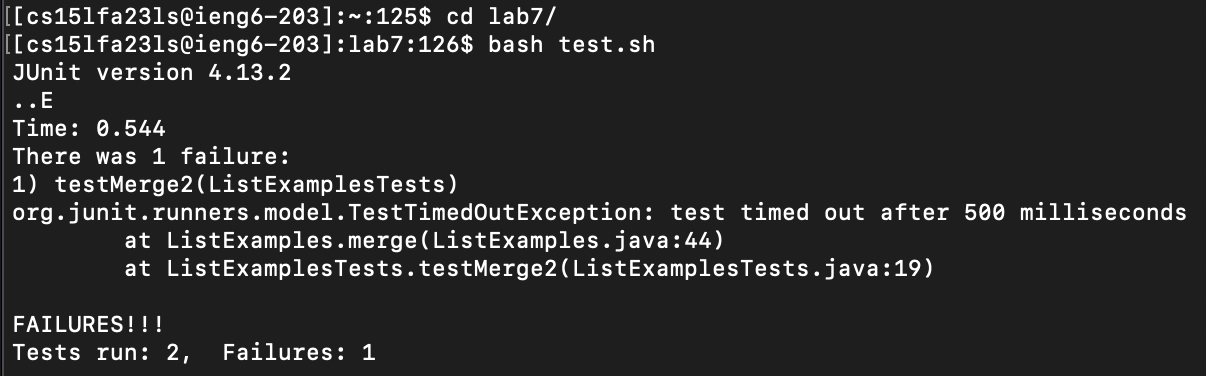 [[cs15lfa23ls@ieng6-203]:~:125$ cd lab7/
[[cs15lfa23ls@ieng6-203]:lab7:126$ bash test.sh
JUnit version 4.13.2
..E
Time: 0.544
There was 1 failure:
1) testMerge2(ListExamplesTests)
org.junit.runners.model.TestTimedOutException: test timed out after 500 milliseconds
        at ListExamples.merge(ListExamples.java:44)
        at ListExamplesTests.testMerge2(ListExamplesTests.java:19)

FAILURES!!!
Tests run: 2,  Failures: 1